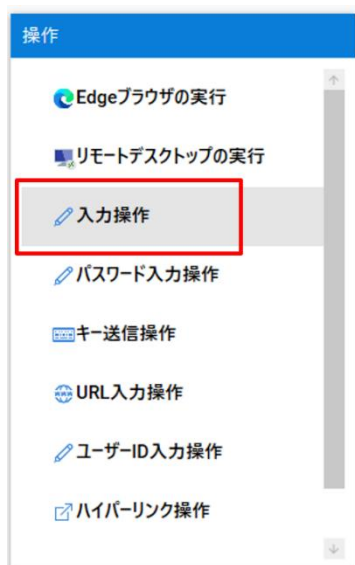 操作
Edgeブラウザの実行
リモートデスクトップの実行
入力操作
パスワード入力操作
キー送信操作
URL入力操作
ユーザーID入力操作
ハイパーリンク操作